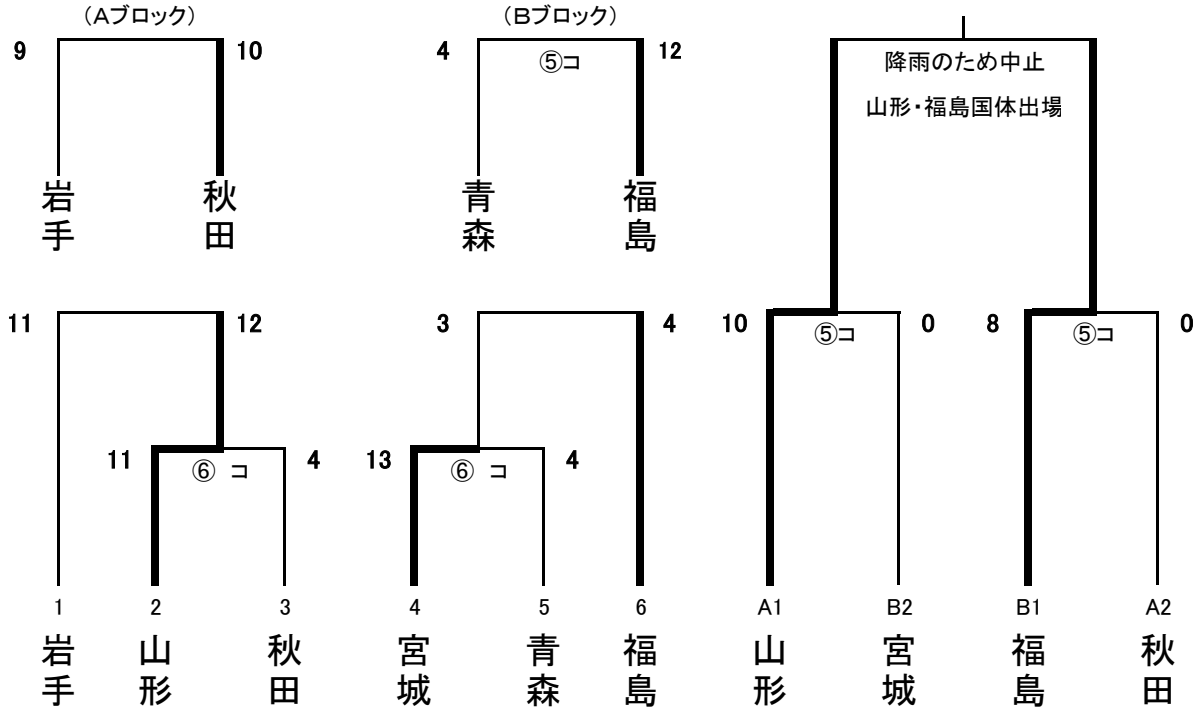 (Aブロック)
(Bブロック)
9
10
4
12
⑤コ
降雨のため中止
山形・福島国体出場
岩手
秋田
青森
福島
11
12
3
4
10
0
8
0
⑤コ
⑤コ
11
4
13
4
⑥ コ
⑥ コ
1
2
3
4
5
6
A1
B2
B1
A2
岩手
山形
秋田
宮城
青森
福島
山形
宮城
福島
秋田